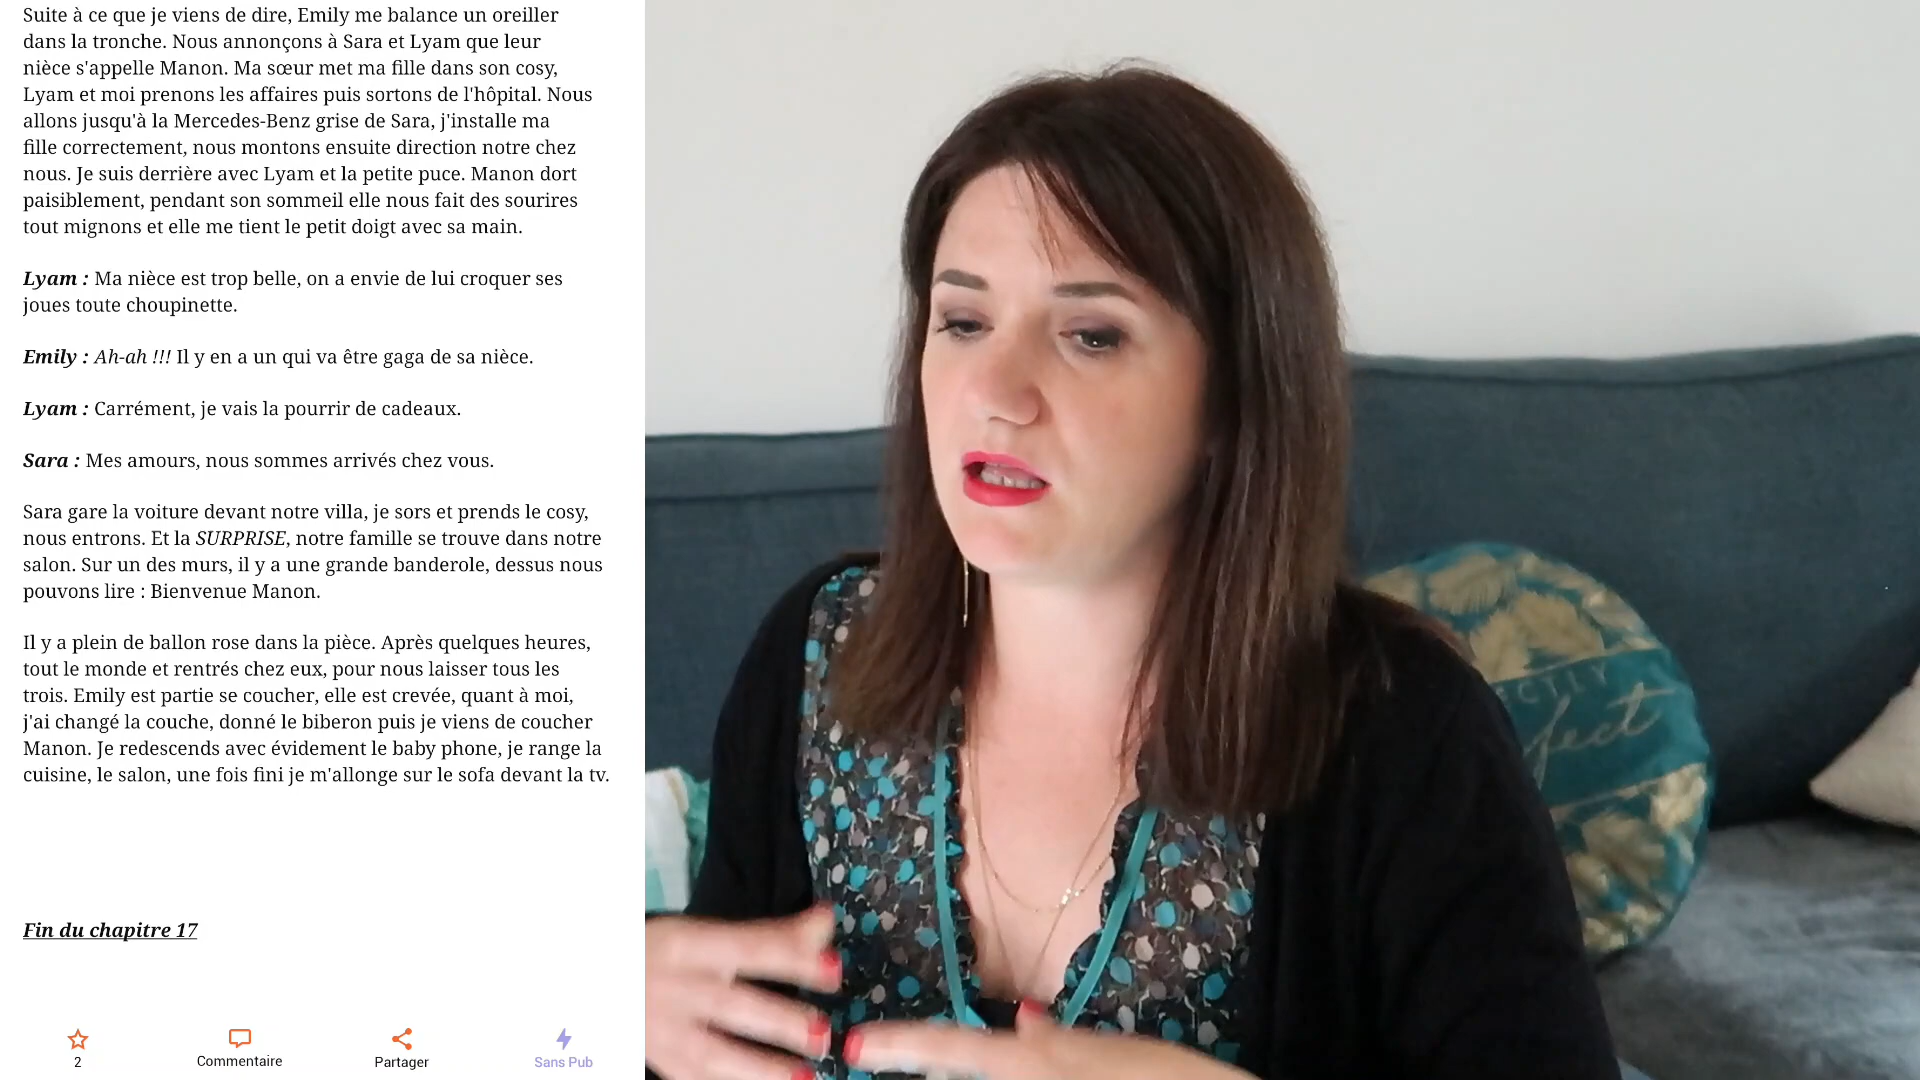 Suite à ce que je viens de dire, Emily me balance un oreiller
dans la tronche. Nous annonçons à Sara et Lyam que leur
nièce s'appelle Manon. Ma sœur met ma fille dans son cosy,
Lyam et moi prenons les affaires puis sortons de l'hôpital. Nous
allons jusqu'à la Mercedes-Benz grise de Sara, j'installe ma
fille correctement, nous montons ensuite direction notre chez
nous. Je suis derrière avec Lyam et la petite puce. Manon dort
paisiblement, pendant son sommeil elle nous fait des sourires
tout mignons et elle me tient le petit doigt avec sa main.
Lyam : Ma nièce est trop belle, on a envie de lui croquer ses
joues toute choupinette.
Emily : Ah-ah !!! Il y en a un qui va être gaga de sa nièce.
Lyam : Carrément, je vais la pourrir de cadeaux.
Sara : Mes amours, nous sommes arrivés chez vous.
Sara gare la voiture devant notre villa, je sors et prends le cosy,
nous entrons. Et la SURPRISE, notre famille se trouve dans notre
salon. Sur un des murs, il y a une grande banderole, dessus nous
pouvons lire : Bienvenue Manon.
Il y a plein de ballon rose dans la pièce. Après quelques heures,
tout le monde et rentrés chez eux, pour nous laisser tous les
trois. Emily est partie se coucher, elle est crevée, quant à moi,
j'ai changé la couche, donné le biberon puis je viens de coucher
Manon. Je redescends avec évidement le baby phone, je range la
cuisine, le salon, une fois fini je m'allonge sur le sofa devant la tv.
Fin du chapitre 17
2
Commentaire
Partager
Sans Pub